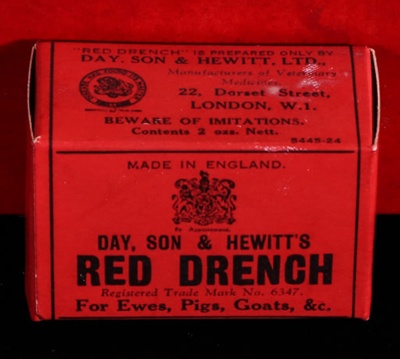 "RED DRENCH" IS PREPARED ONLY BY
DAY, SON & HEWITT, LTD.,
Manufacturers of Veterinary
Medicines.
22, Dorset Street,
LONDON, W.1.
BEWARE OF IMITATIONS.
Contents 2 ozs. Nett.
8445-24
MADE IN ENGLAND.
By Appointment.
DAY, SON & HEWITT'S
RED DRENCH
Registered Trade Mark No. 6347.
For Ewes, Pigs, Goats, &c.